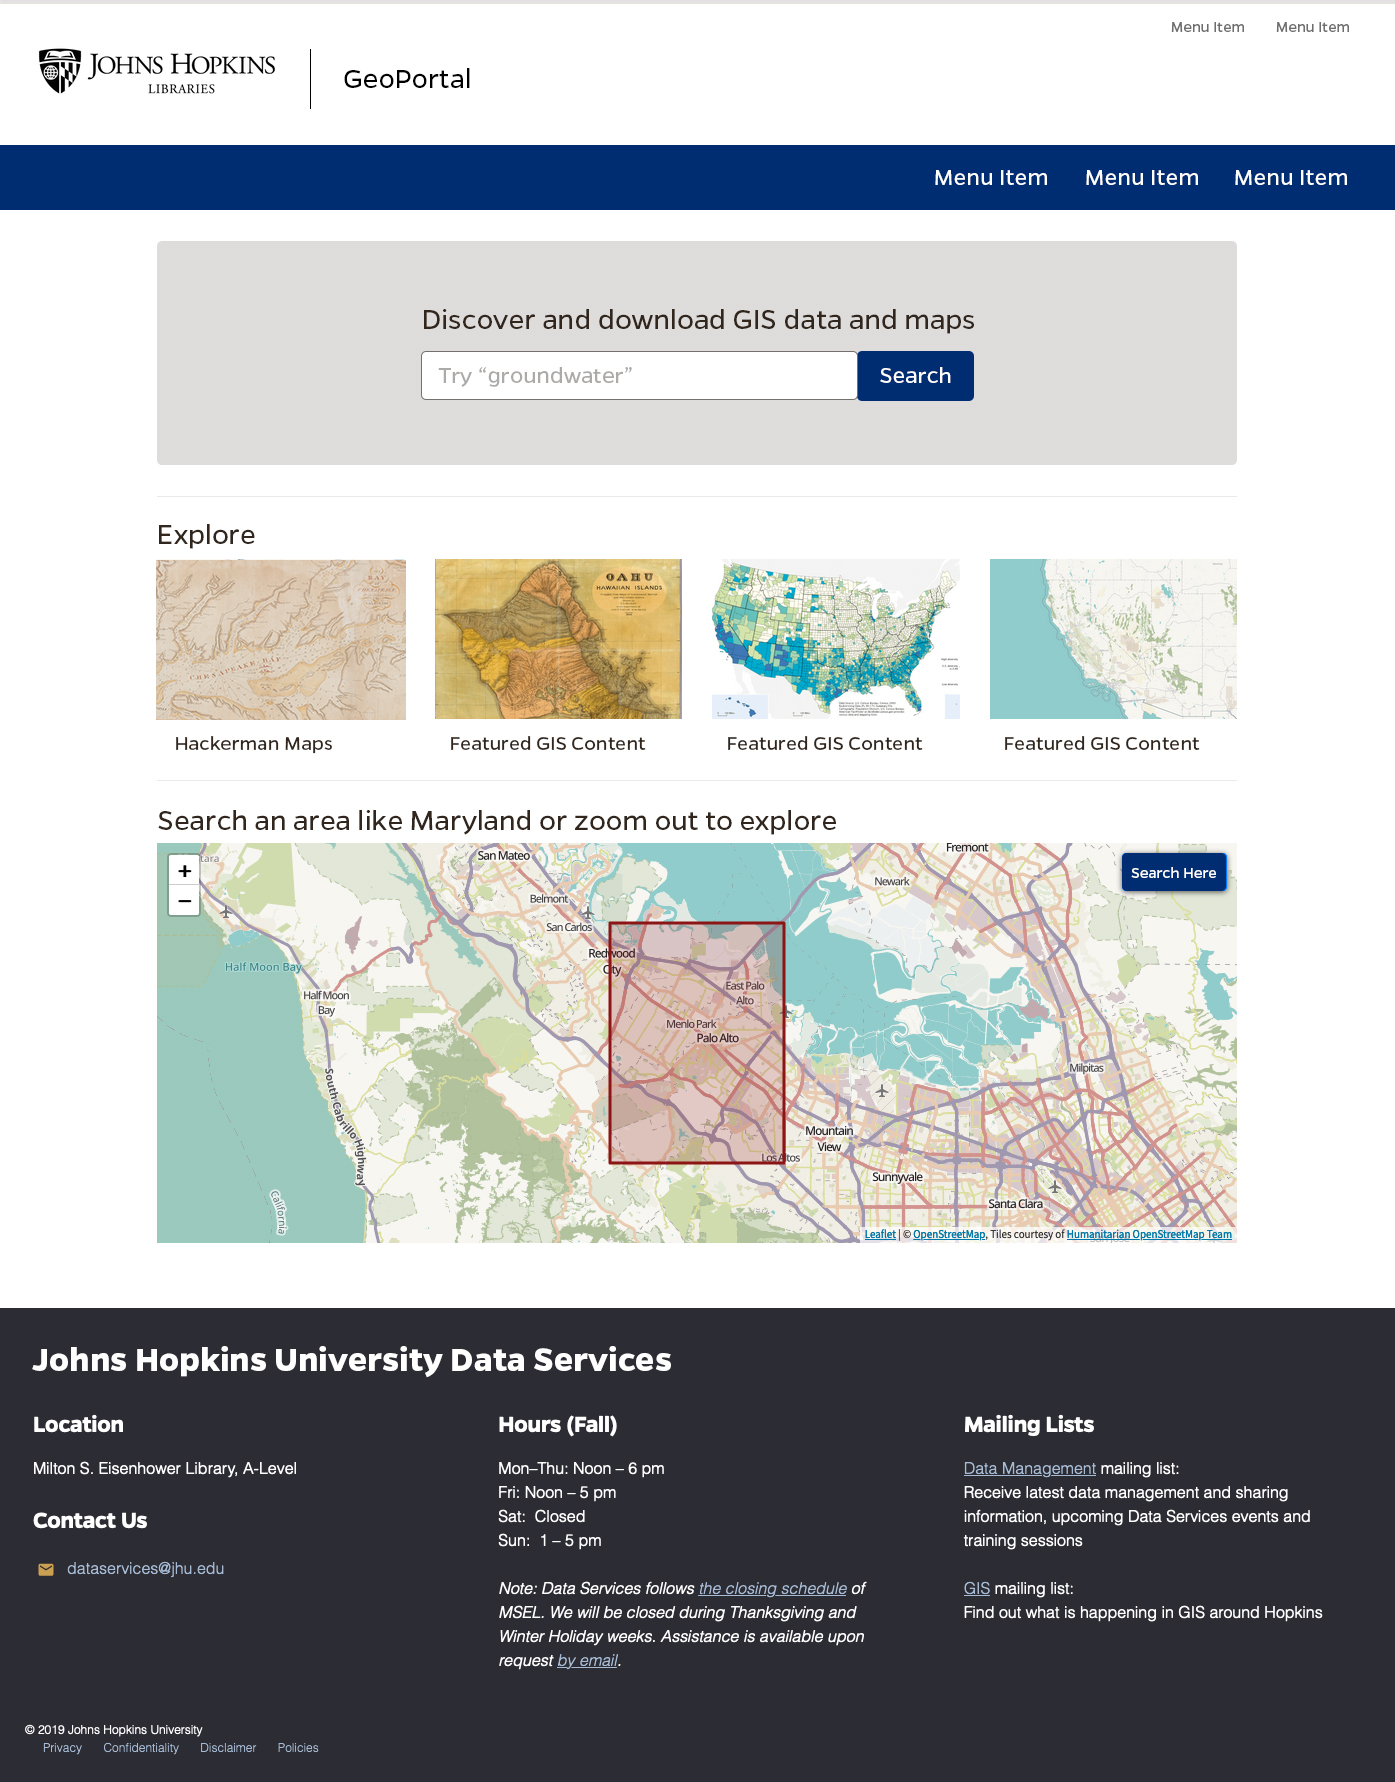 Menu Item Menu Item
JOHNS HOPKINS
LIBRARIES
GeoPortal
Menu Item Menu Item Menu Item
Discover and download GIS data and maps
Try “groundwater”
Search
Explore
BAY
CHESAPEAKE BAY
OAHU
HAWAIIAN ISLANDS
Hackerman Maps
Featured GIS Content
Featured GIS Content
Featured GIS Content
Search an area like Maryland or zoom out to explore
+
−
San Mateo
Fremont
Search Here
Newark
Belmont
San Carlos
Redwood
City
Half Moon Bay
East Palo
Alto
Half Moon
Bay
Menlo Park
Palo Alto
Milpitas
South Cabrillo Highway
Mountain
View
Los Altos
Sunnyvale
Santa Clara
California
Leaflet | © OpenStreetMap, Tiles courtesy of Humanitarian OpenStreetMap Team
Johns Hopkins University Data Services
Location
Milton S. Eisenhower Library, A-Level
Contact Us
dataservices@jhu.edu
Hours (Fall)
Mon–Thu: Noon – 6 pm
Fri: Noon – 5 pm
Sat:  Closed
Sun:  1 – 5 pm
Note: Data Services follows the closing schedule of
MSEL. We will be closed during Thanksgiving and
Winter Holiday weeks. Assistance is available upon
request by email.
Mailing Lists
Data Management mailing list:
Receive latest data management and sharing
information, upcoming Data Services events and
training sessions
GIS mailing list:
Find out what is happening in GIS around Hopkins
© 2019 Johns Hopkins University
Privacy Confidentiality Disclaimer Policies